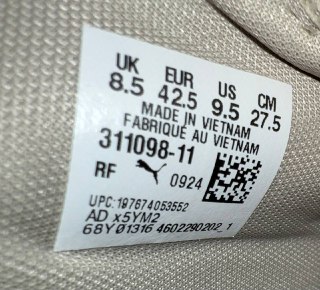 UK EUR US CM
8.5 42.5 9.5 27.5
MADE IN VIETNAM
FABRIQUÉ AU VIETNAM
311098-11
RF 0924
UPC:197674053552
AD x5YM2
68Y01316 4602290202_1